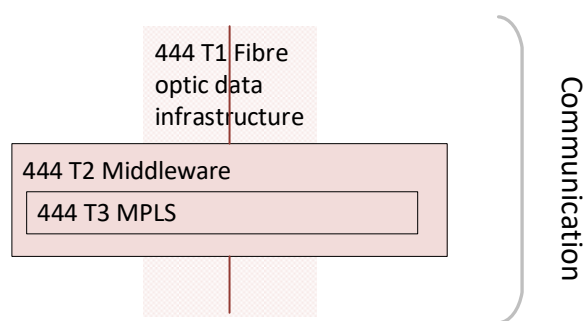 444 T1 Fibre
optic data
infrastructure
444 T2 Middleware
444 T3 MPLS
Communication